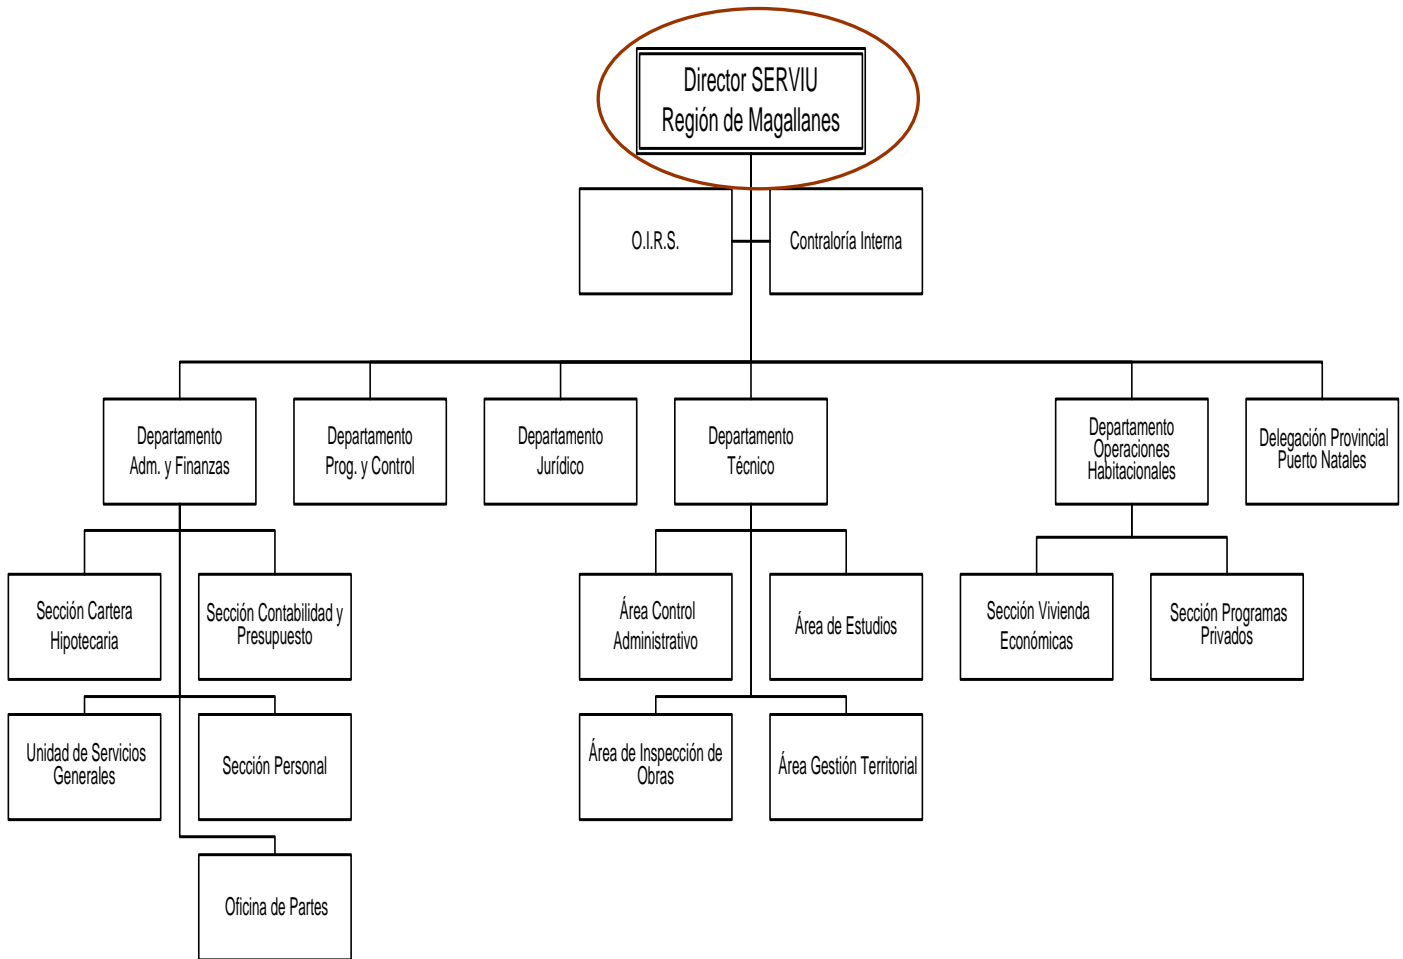 Director SERVIU
Región de Magallanes
O.I.R.S.
Contraloría Interna
Departamento
Adm. y Finanzas
Departamento
Prog. y Control
Departamento
Jurídico
Departamento
Técnico
Departamento
Operaciones
Habitacionales
Delegación Provincial
Puerto Natales
Sección Cartera
Hipotecaria
Sección Contabilidad y
Presupuesto
Área Control
Administrativo
Área de Estudios
Sección Vivienda
Económicas
Sección Programas
Privados
Unidad de Servicios
Generales
Sección Personal
Área de Inspección de
Obras
Área Gestión Territorial
Oficina de Partes